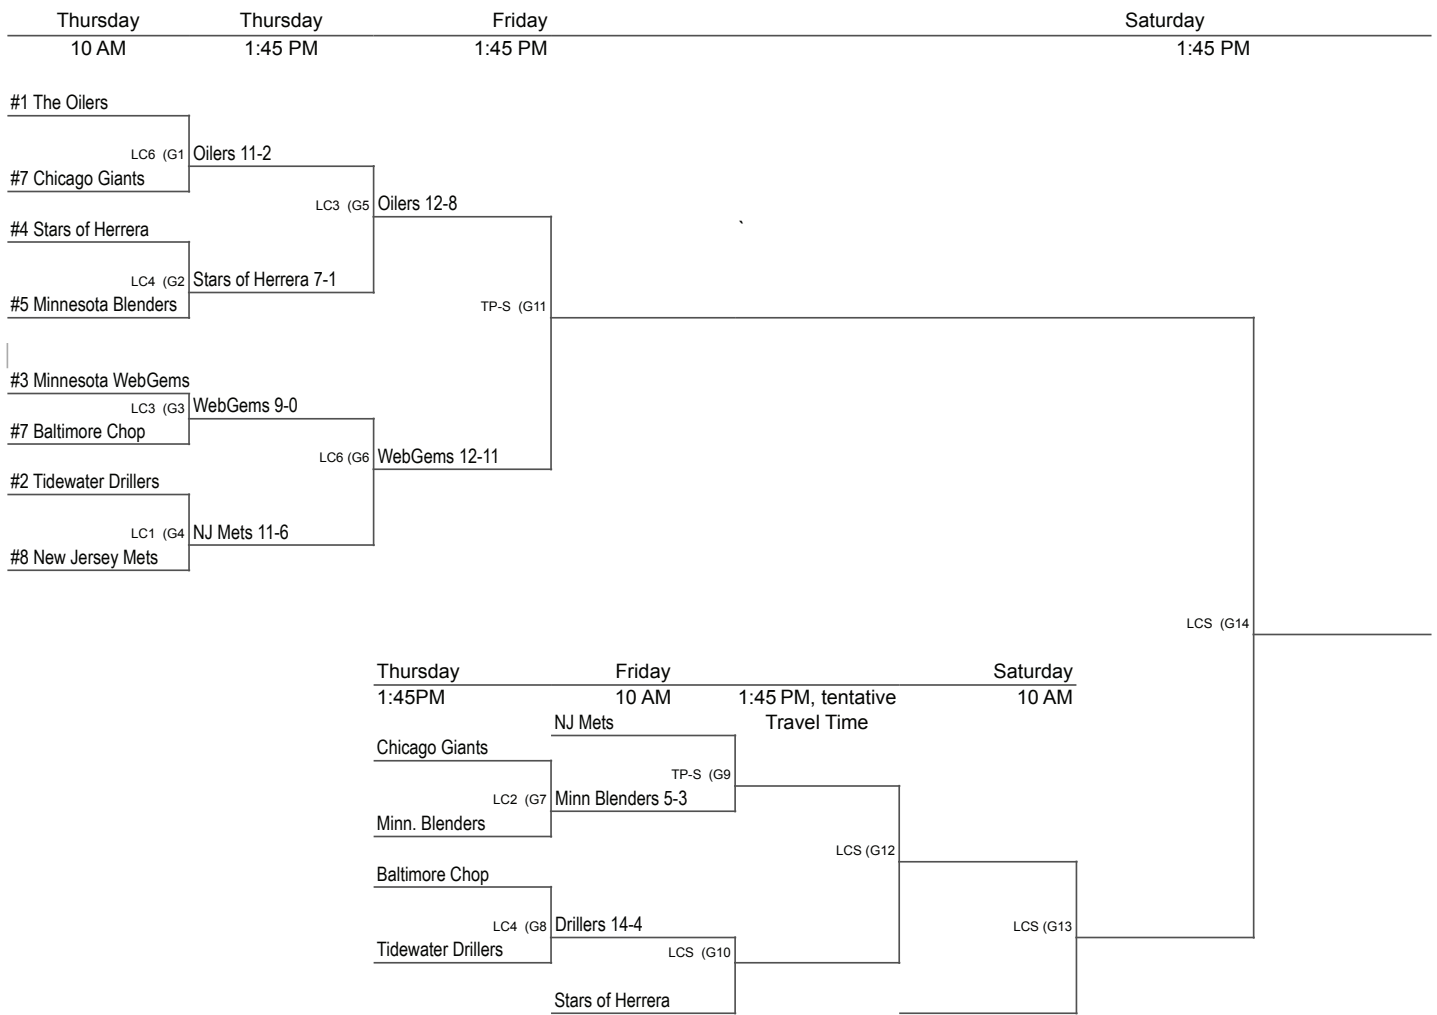 Thursday Thursday Friday Saturday
10 AM 1:45 PM 1:45 PM 1:45 PM
#1 The Oilers
LC6 (G1 Oilers 11-2
#7 Chicago Giants
LC3 (G5 Oilers 12-8
#4 Stars of Herrera
`
LC4 (G2 Stars of Herrera 7-1
#5 Minnesota Blenders
TP-S (G11
#3 Minnesota WebGems
LC3 (G3 WebGems 9-0
#7 Baltimore Chop
LC6 (G6 WebGems 12-11
#2 Tidewater Drillers
LC1 (G4 NJ Mets 11-6
#8 New Jersey Mets
LCS (G14
Thursday Friday Saturday
1:45PM 10 AM 1:45 PM, tentative 10 AM
NJ Mets Travel Time
Chicago Giants
TP-S (G9
LC2 (G7 Minn Blenders 5-3
Minn. Blenders
LCS (G12
Baltimore Chop
LC4 (G8 Drillers 14-4
LCS (G13
Tidewater Drillers
LCS (G10
Stars of Herrera